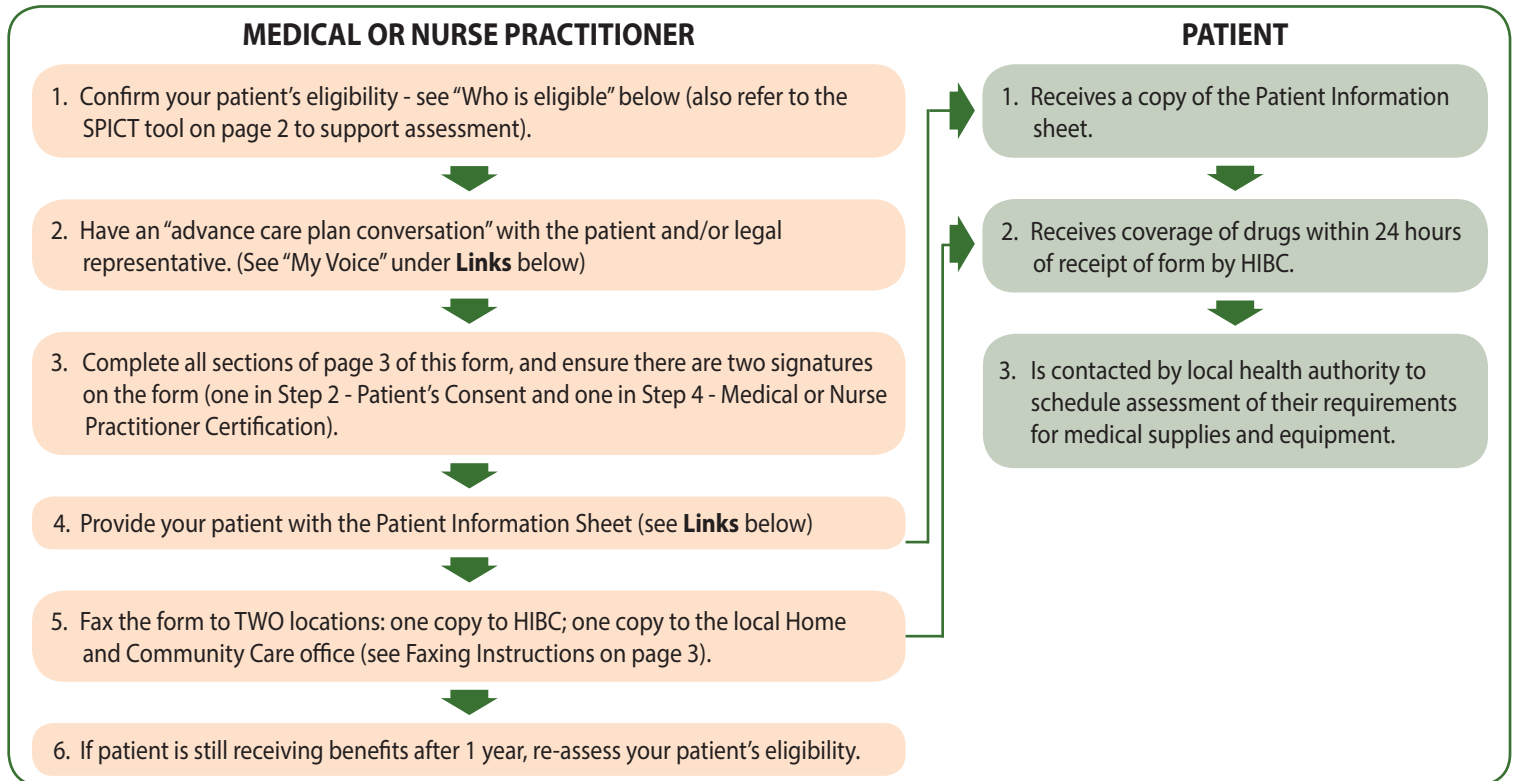 MEDICAL OR NURSE PRACTITIONER
1. Confirm your patient's eligibility - see “Who is eligible” below (also refer to the
SPICT tool on page 2 to support assessment).
2. Have an “advance care plan conversation” with the patient and/or legal
representative. (See “My Voice” under Links below)
3. Complete all sections of page 3 of this form, and ensure there are two signatures
on the form (one in Step 2 - Patient's Consent and one in Step 4 - Medical or Nurse
Practitioner Certification).
4. Provide your patient with the Patient Information Sheet (see Links below)
5. Fax the form to TWO locations: one copy to HIBC; one copy to the local Home
and Community Care office (see Faxing Instructions on page 3).
6. If patient is still receiving benefits after 1 year, re-assess your patient's eligibility.
PATIENT
1. Receives a copy of the Patient Information
sheet.
2. Receives coverage of drugs within 24 hours
of receipt of form by HIBC.
3. Is contacted by local health authority to
schedule assessment of their requirements
for medical supplies and equipment.